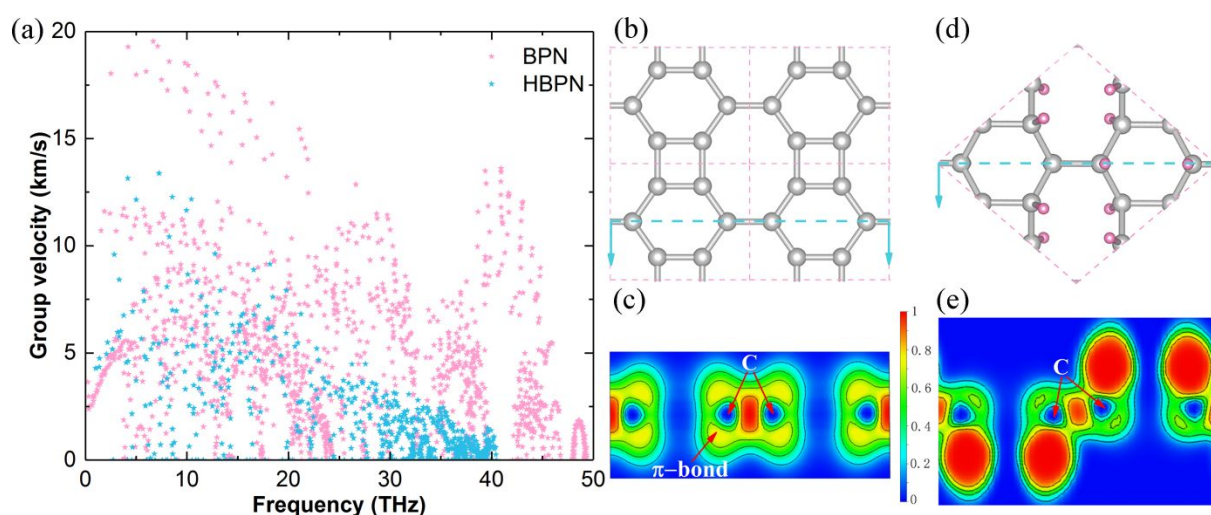 (a)
20
15
10
5
0
Group velocity (km/s)
BPN
HBPN
0 10 20 30 40 50
Frequency (THz)
(b)
(c)
C
π−bond
1
0.8
0.6
0.4
0.2
0
(d)
(e)
C